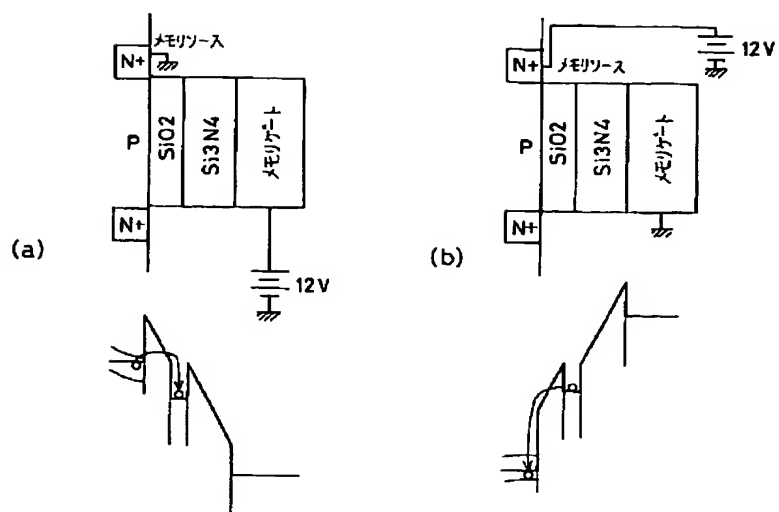 メモリソース
N+
P
SiO2
Si3N4
メモリゲート
N+
(a)
12V
12V
N+
メモリソース
P
SiO2
Si3N4
メモリゲート
N+
(b)